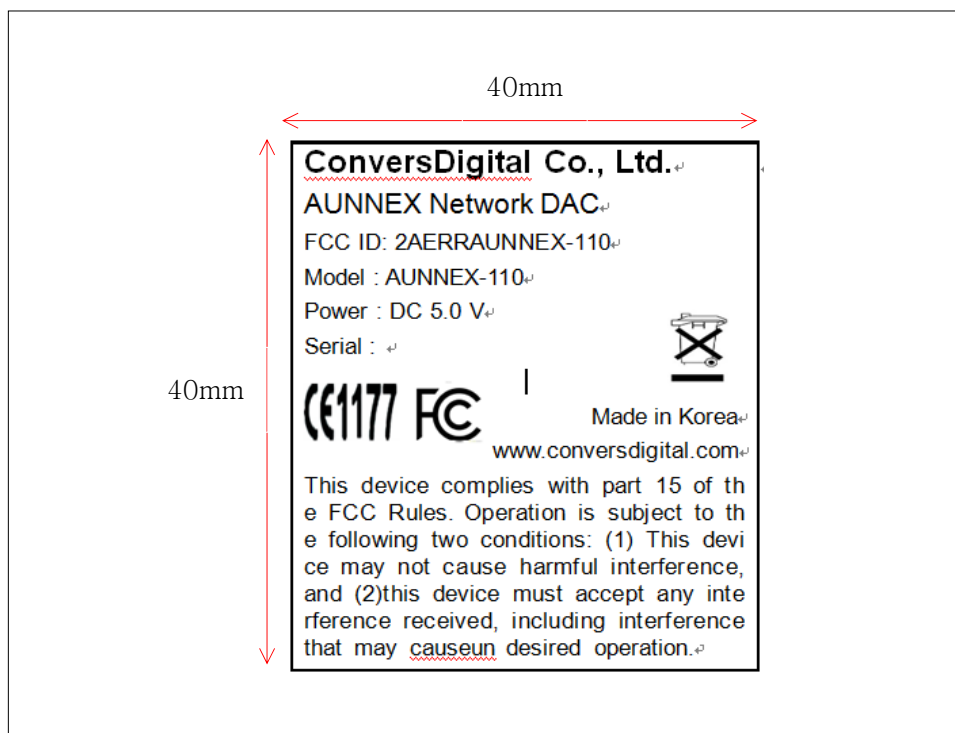 40mm
40mm
ConversDigital Co., Ltd.
AUNNEX Network DAC
FCC ID: 2AERRAUNNEX-110
Model : AUNNEX-110
Power : DC 5.0 V
Serial :
CE1177 FC
Made in Korea
www.conversdigital.com
This device complies with part 15 of th
e FCC Rules. Operation is subject to th
e following two conditions: (1) This devi
ce may not cause harmful interference,
and (2)this device must accept any inte
rference received, including interference
that may causeun desired operation.